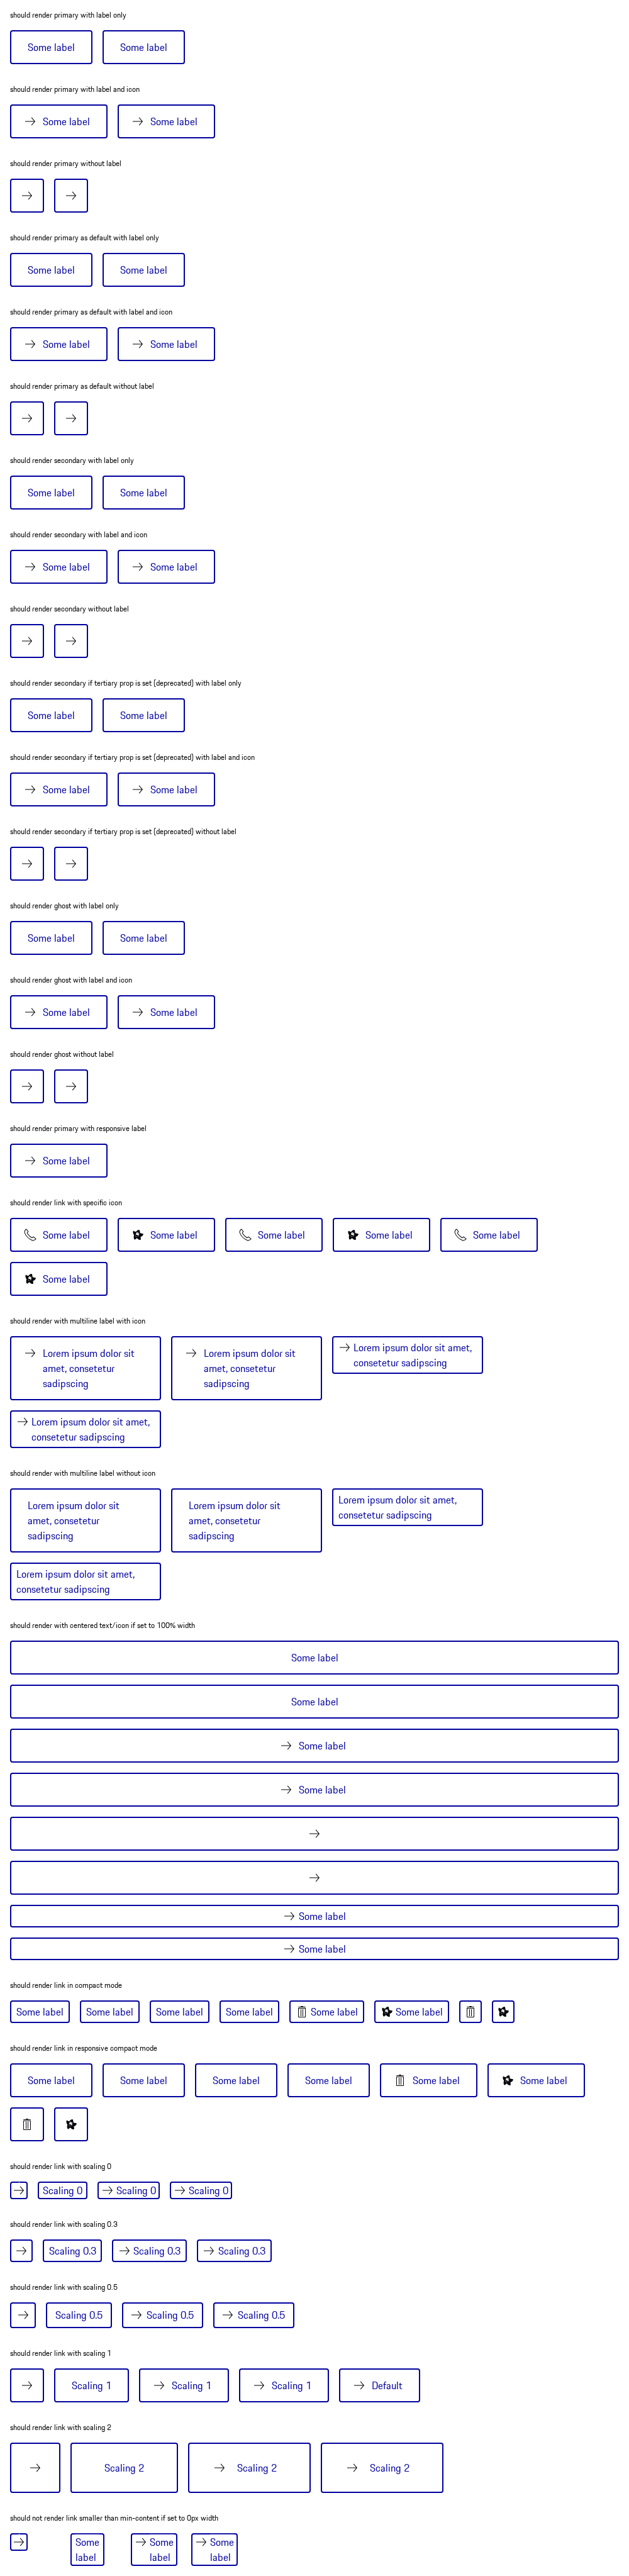 should render primary with label only
Some label Some label
should render primary with label and icon
Some label Some label
should render primary without label
should render primary as default with label only
Some label Some label
should render primary as default with label and icon
Some label Some label
should render primary as default without label
should render secondary with label only
Some label Some label
should render secondary with label and icon
Some label Some label
should render secondary without label
should render secondary if tertiary prop is set (deprecated) with label only
Some label Some label
should render secondary if tertiary prop is set (deprecated) with label and icon
Some label Some label
should render secondary if tertiary prop is set (deprecated) without label
should render ghost with label only
Some label Some label
should render ghost with label and icon
Some label Some label
should render ghost without label
should render primary with responsive label
Some label
should render link with specific icon
Some label Some label Some label Some label Some label
Some label
should render with multiline label with icon
Lorem ipsum dolor sit
amet, consetetur
sadipscing
Lorem ipsum dolor sit
amet, consetetur
sadipscing
Lorem ipsum dolor sit amet,
consetetur sadipscing
Lorem ipsum dolor sit amet,
consetetur sadipscing
should render with multiline label without icon
Lorem ipsum dolor sit
amet, consetetur
sadipscing
Lorem ipsum dolor sit
amet, consetetur
sadipscing
Lorem ipsum dolor sit amet,
consetetur sadipscing
Lorem ipsum dolor sit amet,
consetetur sadipscing
should render with centered text/icon if set to 100% width
Some label
Some label
Some label
Some label
Some label
Some label
should render link in compact mode
Some label Some label Some label Some label Some label Some label
should render link in responsive compact mode
Some label Some label Some label Some label Some label Some label
should render link with scaling 0
Scaling 0 Scaling 0 Scaling 0
should render link with scaling 0.3
Scaling 0.3 Scaling 0.3 Scaling 0.3
should render link with scaling 0.5
Scaling 0.5 Scaling 0.5 Scaling 0.5
should render link with scaling 1
Scaling 1 Scaling 1 Scaling 1 Default
should render link with scaling 2
Scaling 2 Scaling 2 Scaling 2
should not render link smaller than min-content if set to 0px width
Some
label
Some
label
Some
label